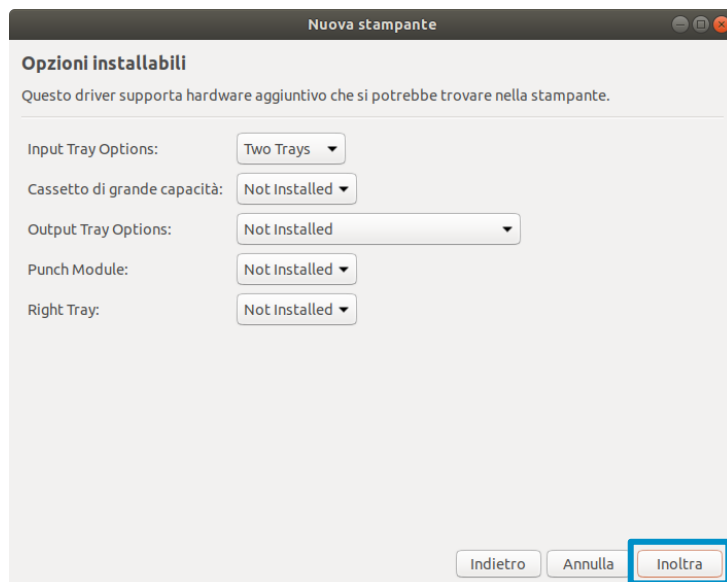 Nuova stampante
Opzioni installabili
Questo driver supporta hardware aggiuntivo che si potrebbe trovare nella stampante.
Input Tray Options: Two Trays
Cassetto di grande capacità: Not Installed
Output Tray Options: Not Installed
Punch Module: Not Installed
Right Tray: Not Installed
Indietro Annulla Inoltra